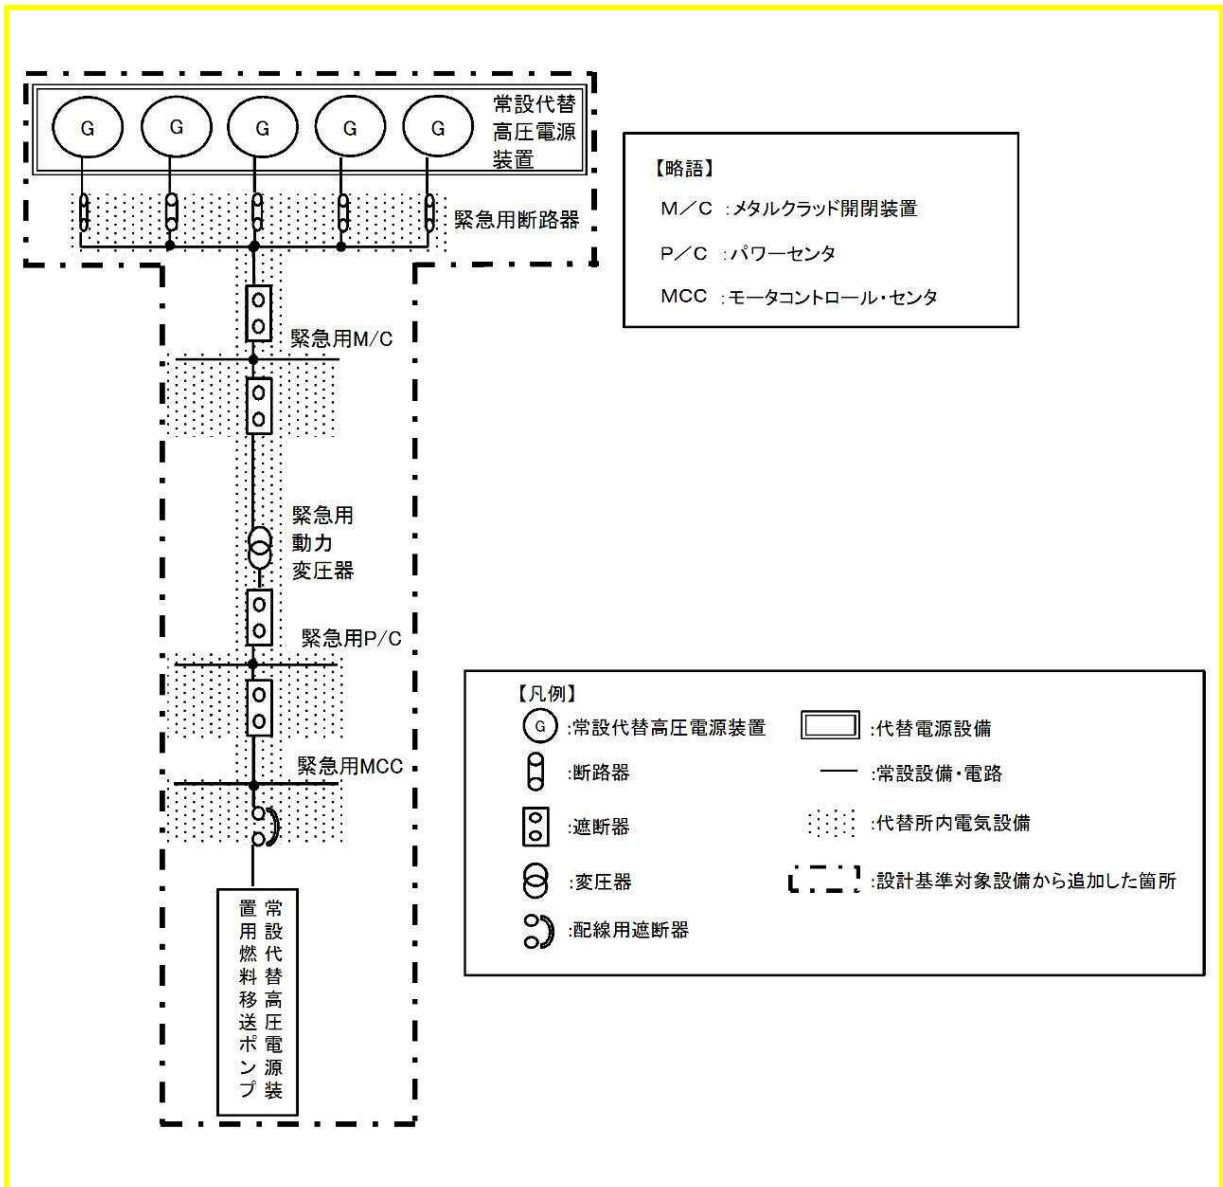 G G G G G
常設代替
高圧電源
装置
緊急用断路器
緊急用M/C
緊急用
動力
変圧器
緊急用P/C
緊急用MCC
常設代替高圧電源装
置用燃料移送ポンプ
【略語】
M/C :メタルクラッド開閉装置
P/C :パワーセンタ
MCC :モータコントロール・センタ
【凡例】
G :常設代替高圧電源装置
:断路器
:遮断器
:変圧器
:配線用遮断器
:代替電源設備
:常設設備・電路
:代替所内電気設備
:設計基準対象設備から追加した箇所